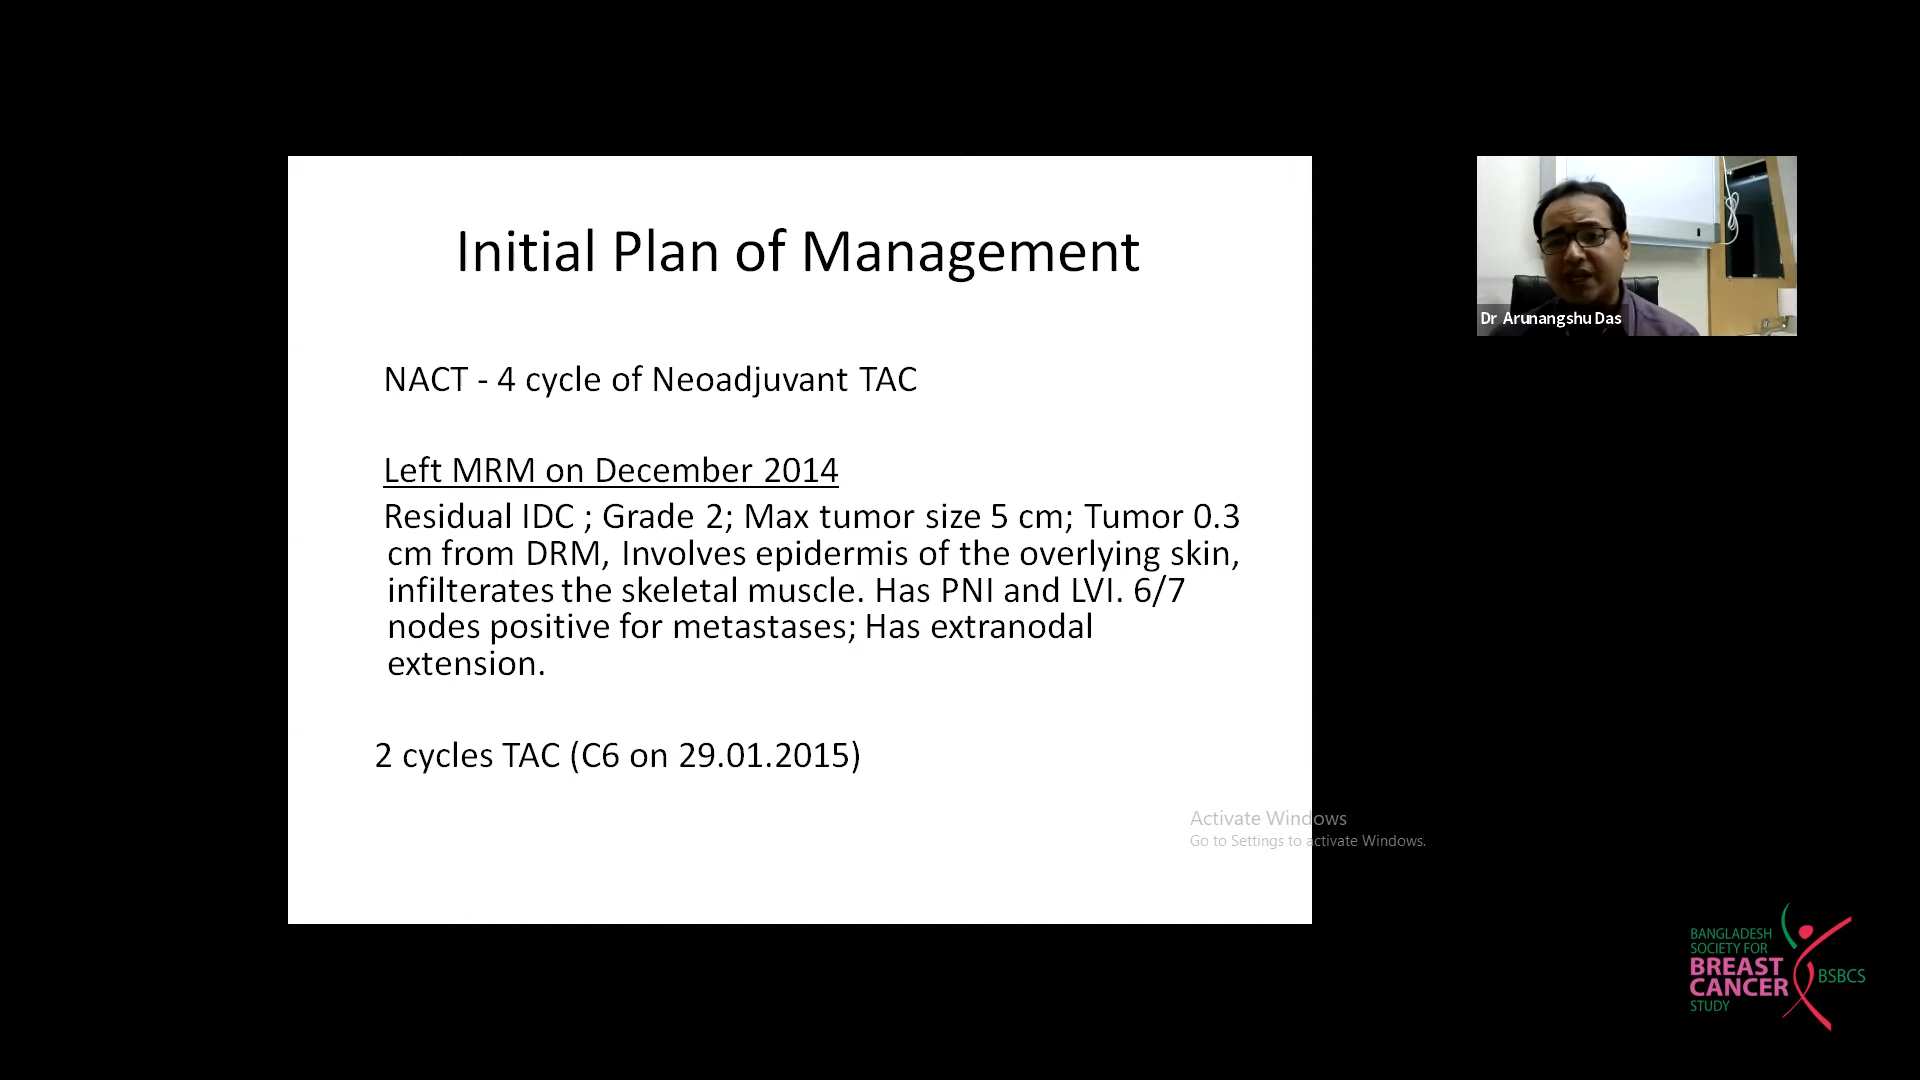 Initial Plan of Management
NACT - 4 cycle of Neoadjuvant TAC
Left MRM on December 2014
Residual IDC ; Grade 2; Max tumor size 5 cm; Tumor 0.3
cm from DRM, Involves epidermis of the overlying skin,
infilterates the skeletal muscle. Has PNI and LVI. 6/7
nodes positive for metastases; Has extranodal
extension.
2 cycles TAC (C6 on 29.01.2015)
Dr Arunangshu Das
Activate Windows
Go to Settings to activate Windows.
BANGLADESH
SOCIETY FOR
BREAST
CANCER
STUDY
BSBCS